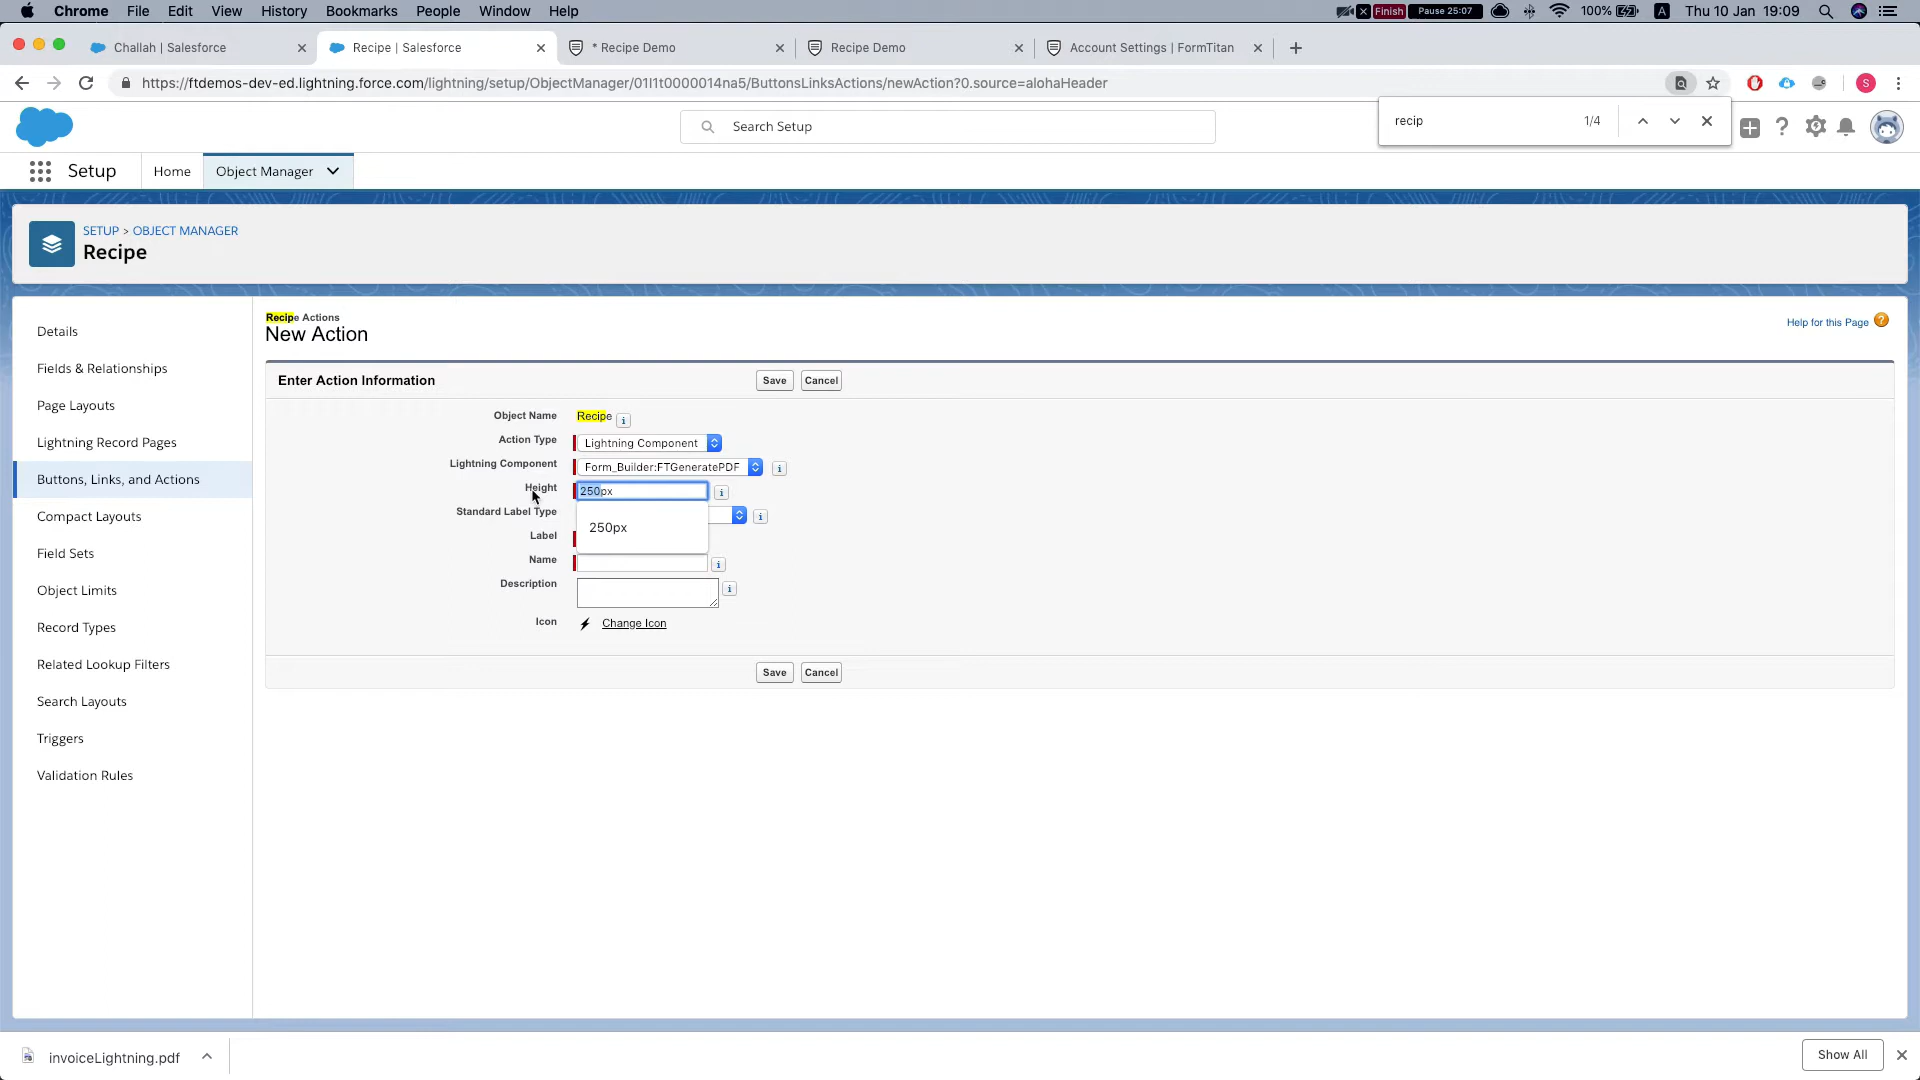 Chrome File Edit View History Bookmarks People Window Help
Finish Pause 25:07 100% A Thu 10 Jan 19:09
Challah | Salesforce
Recipe | Salesforce
* Recipe Demo
Recipe Demo
Account Settings | FormTitan
https://ftdemos-dev-ed.lightning.force.com/lightning/setup/ObjectManager/01I1t0000014na5/ButtonsLinksActions/newAction?0.source=alohaHeader
S
Search Setup
recip 1/4
Setup Home Object Manager
SETUP > OBJECT MANAGER
Recipe
Details
Fields & Relationships
Page Layouts
Lightning Record Pages
Buttons, Links, and Actions
Compact Layouts
Field Sets
Object Limits
Record Types
Related Lookup Filters
Search Layouts
Triggers
Validation Rules
Recipe Actions
New Action
Help for this Page ?
Enter Action Information Save Cancel
Object Name Recipe i
Action Type Lightning Component
Lightning Component Form_Builder:FTGeneratePDF i
Height 250px i
Standard Label Type i
250px
Label
Name i
Description i
Icon Change Icon
Save Cancel
invoiceLightning.pdf
Show All